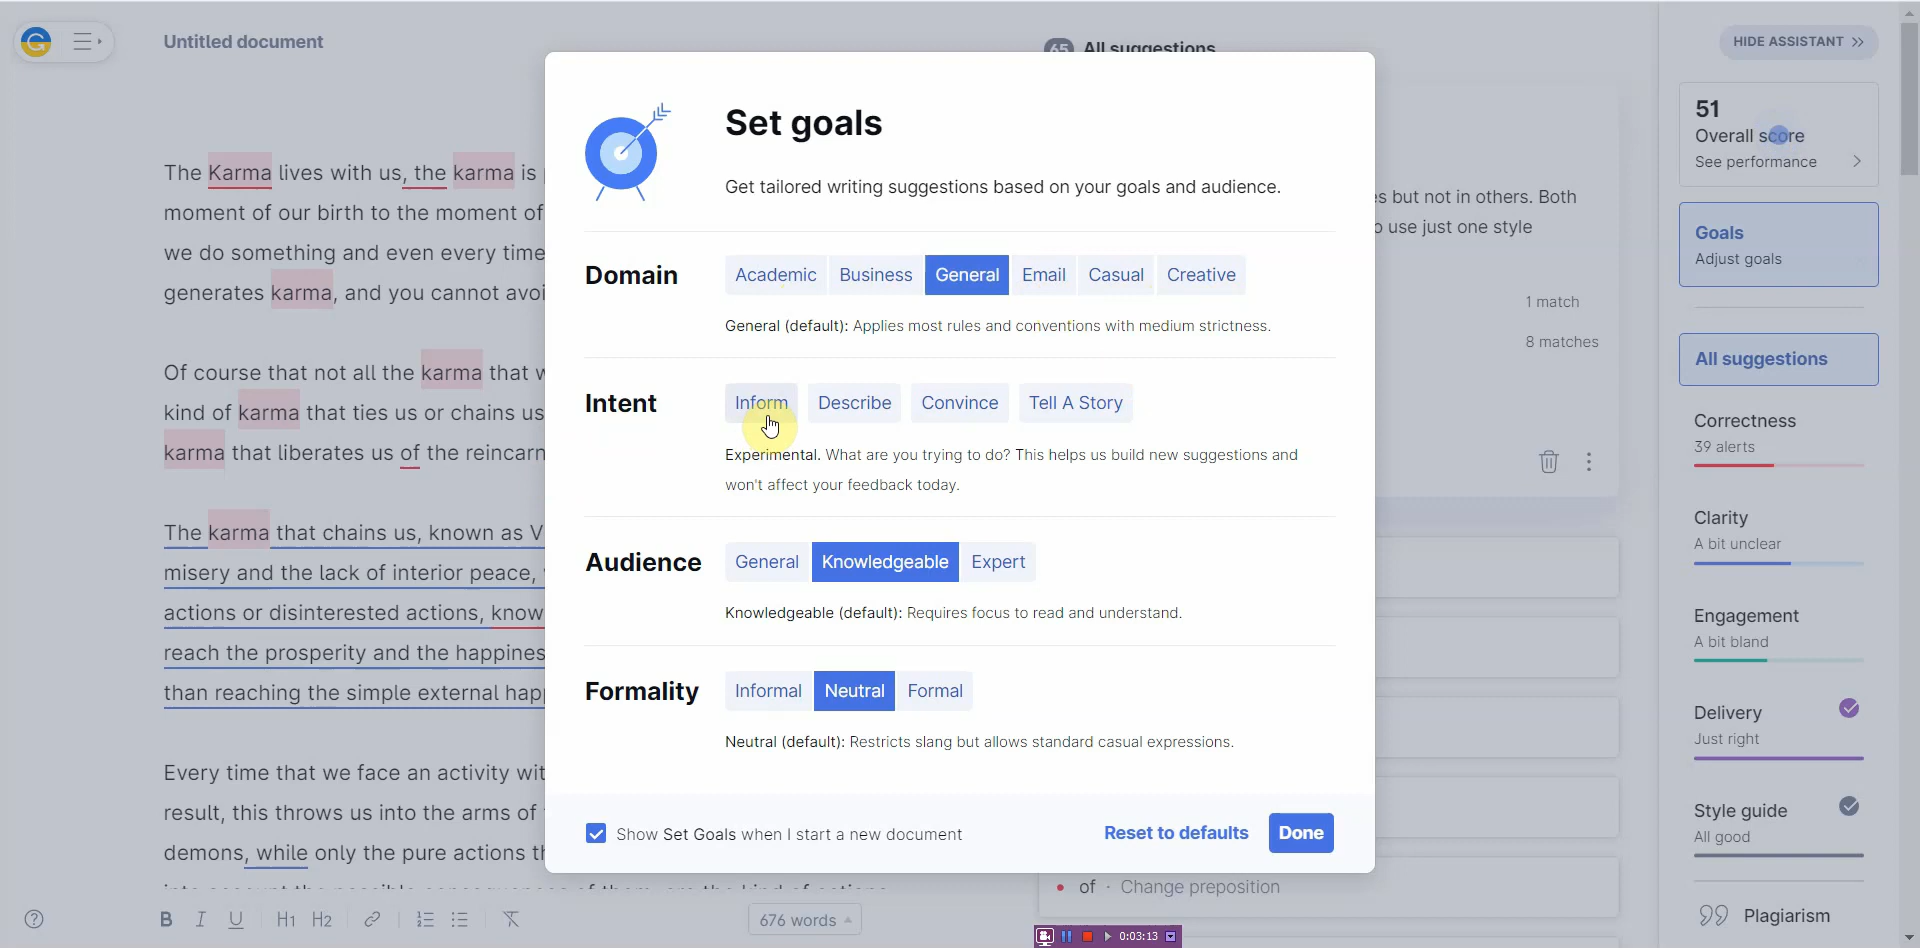 Untitled document
65 All suggestions
HIDE ASSISTANT
The Karma lives with us, the karma is
moment of our birth to the moment of
we do something and even every time
generates karma, and you cannot avoi
Of course that not all the karma that w
kind of karma that ties us or chains us
karma that liberates us of the reincarn
The karma that chains us, known as V
misery and the lack of interior peace,
actions or disinterested actions, know
reach the prosperity and the happines
than reaching the simple external hap
Every time that we face an activity wit
result, this throws us into the arms of
demons, while only the pure actions th
B I U H1 H2
676 words
Set goals
Get tailored writing suggestions based on your goals and audience.
Domain
Academic Business General Email Casual Creative
General (default): Applies most rules and conventions with medium strictness.
Intent
Inform Describe Convince Tell A Story
Experimental. What are you trying to do? This helps us build new suggestions and
won't affect your feedback today.
Audience
General Knowledgeable Expert
Knowledgeable (default): Requires focus to read and understand.
Formality
Informal Neutral Formal
Neutral (default): Restricts slang but allows standard casual expressions.
Show Set Goals when I start a new document
Reset to defaults
Done
s but not in others. Both
o use just one style
1 match
8 matches
of · Change preposition
0:03:13
51
Overall score
See performance
Goals
Adjust goals
All suggestions
Correctness
39 alerts
Clarity
A bit unclear
Engagement
A bit bland
Delivery
Just right
Style guide
All good
Plagiarism